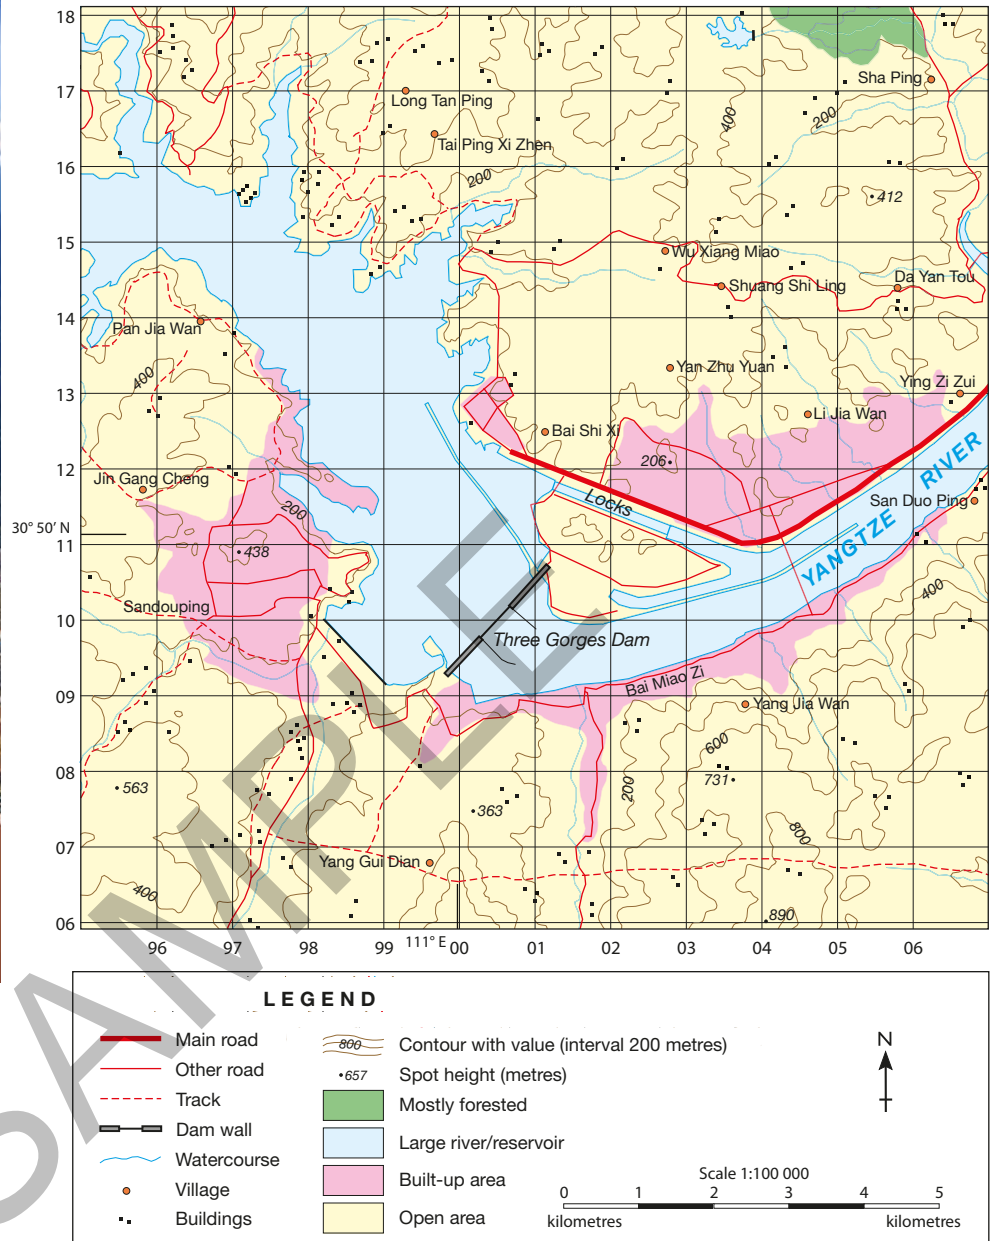 18
17
16
15
14
13
12
30° 50' N
11
10
09
08
07
06
96
97
98
99
111° E
00
01
02
03
04
05
06
Sha Ping
Long Tan Ping
400
200
Tai Ping Xi Zhen
200
412
Wu Xiang Miao
Da Yan Tou
Shuang Shi Ling
Pan Jia Wan
400
Yan Zhu Yuan
Ying Zi Zui
Li Jia Wan
Bai Shi Xi
206
RIVER
Jin Gang Cheng
200
Locks
San Duo Ping
YANGTZE
438
400
Sandouping
Three Gorges Dam
Bai Miao Zi
Yang Jia Wan
600
563
731
200
363
800
Yang Gui Dian
400
890
SAMPLE
LEGEND
Main road
Other road
Track
Dam wall
Watercourse
Village
Buildings
800 Contour with value (interval 200 metres)
657 Spot height (metres)
Mostly forested
Large river/reservoir
Built-up area
Open area
N
Scale 1:100 000
0 1 2 3 4 5
kilometres kilometres